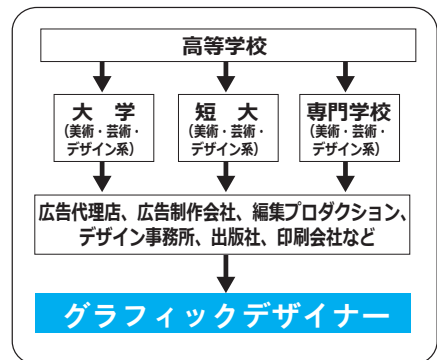 高等学校
大　学
（美術・芸術・
デザイン系）
短　大
（美術・芸術・
デザイン系）
専門学校
（美術・芸術・
デザイン系）
広告代理店、広告制作会社、編集プロダクション、
デザイン事務所、出版社、印刷会社など
グラフィックデザイナー